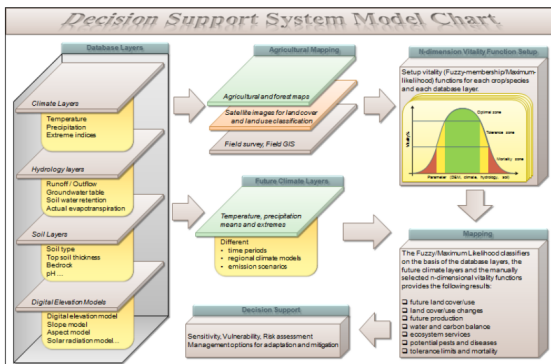 Decision Support System Model Chart
Database Layers
Climate Layers
Temperature
Precipitation
Extreme indices
Hydrology layers
Runoff / Outflow
Groundwater table
Soil water retention
Actual evapotranspiration
Soil Layers
Soil type
Top soil thickness
Bedrock
pH ...
Digital Elevation Models
Digital elevation model
Slope model
Aspect model
Solar radiation model...
Agricultural Mapping
Agricultural and forest maps
Satellite images for land cover
and land use classification
Field survey, Field GIS
N-dimension Vitality Function Setup
Setup vitality (Fuzzy-membership/Maximum-
likelihood) functions for each crop/species
and each database layer.
Vitality%
Optimal zone
Tolerance zone
Mortality zone
Parameter (DEM, climate, hydrology, soil
Future Climate Layers
Temperature, precipitation
means and extremes
Different
• time periods
• regional climate models
• emission scenarios
Mapping
The Fuzzy/Maximum Likelihood classifiers
on the basis of the database layers, the
future climate layers and the manually
selected n-dimensional vitality functions
provides the following results:
❑ future land cover/use
❑ land cover/use changes
❑ future production
❑ water and carbon balance
❑ ecosystem services
❑ potential pests and diseases
❑ tolerance limits and mortality
Decision Support
Sensitivity, Vulnerability, Risk assessment
Management options for adaptation and mitigation